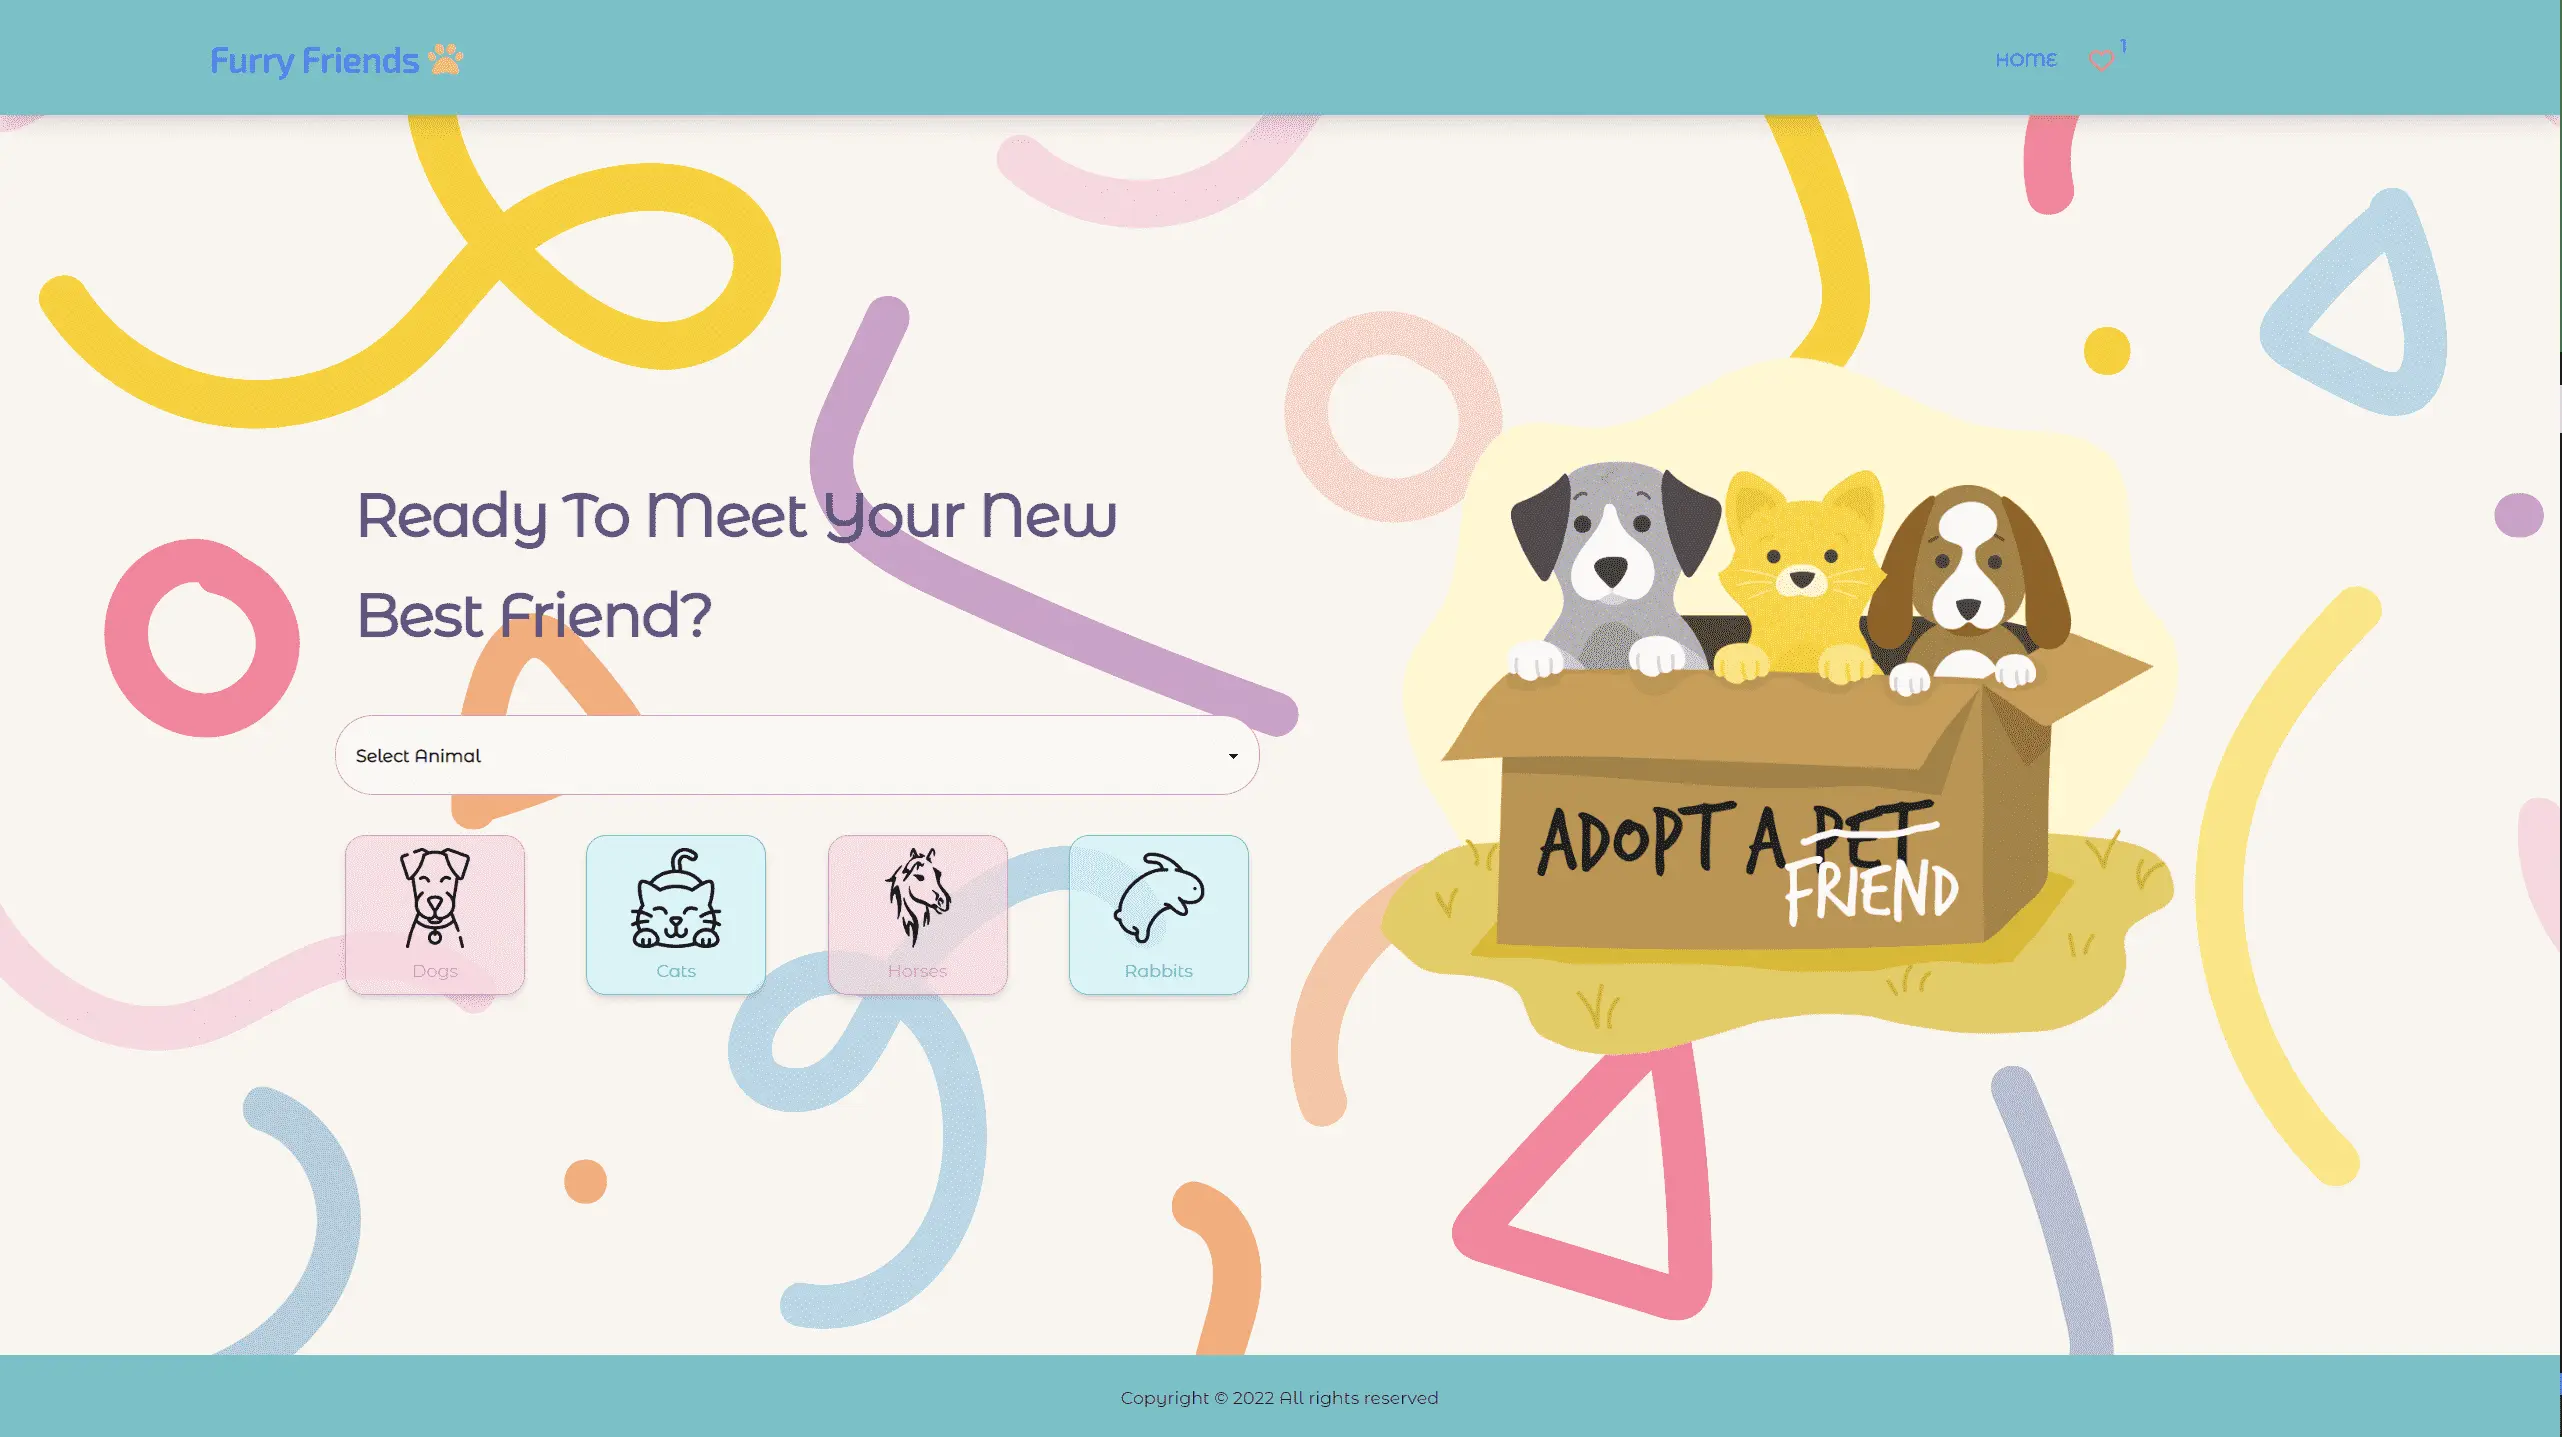 Furry Friends
HOME
1
Ready To Meet Your New
Best Friend?
Select Animal
Dogs
Cats
Horses
Rabbits
ADOPT A PET
FRIEND
Copyright © 2022 All rights reserved